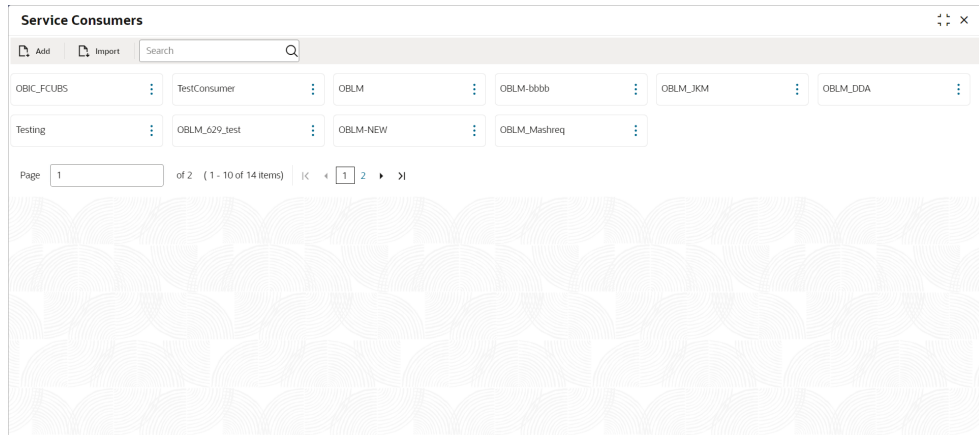 Service Consumers
Add Import Search
OBIC_FCUBS TestConsumer OBLM OBLM-bbbb OBLM_JKM OBLM_DDA
Testing OBLM_629_test OBLM-NEW OBLM_Mashreq
Page 1 of 2 ( 1 - 10 of 14 items) 1 2